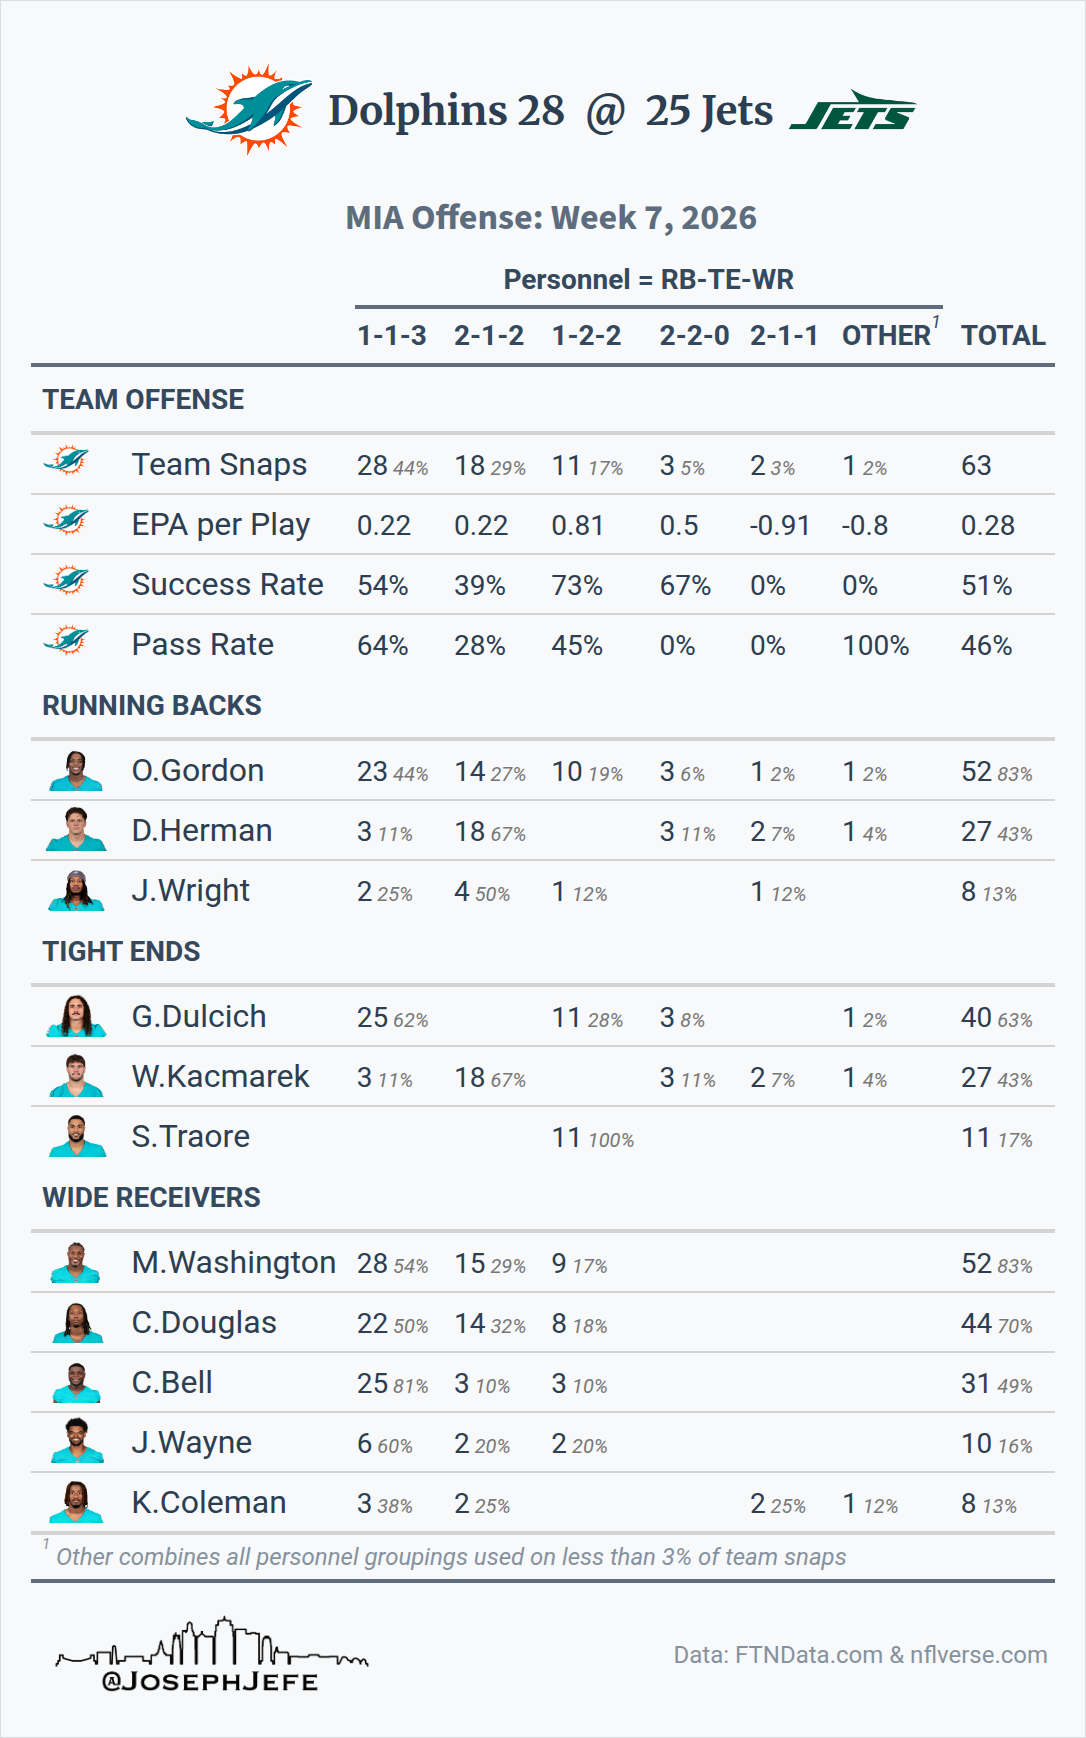 Dolphins 28 @ 25 Jets JETS
MIA Offense: Week 7, 2026
Personnel = RB-TE-WR
1-1-3 2-1-2 1-2-2 2-2-0 2-1-1 OTHER1 TOTAL
TEAM OFFENSE
Team Snaps 28 44% 18 29% 11 17% 3 5% 2 3% 1 2% 63
EPA per Play 0.22 0.22 0.81 0.5 -0.91 -0.8 0.28
Success Rate 54% 39% 73% 67% 0% 0% 51%
Pass Rate 64% 28% 45% 0% 0% 100% 46%
RUNNING BACKS
O.Gordon 23 44% 14 27% 10 19% 3 6% 1 2% 1 2% 52 83%
D.Herman 3 11% 18 67% 3 11% 2 7% 1 4% 27 43%
J.Wright 2 25% 4 50% 1 12% 1 12% 8 13%
TIGHT ENDS
G.Dulcich 25 62% 11 28% 3 8% 1 2% 40 63%
W.Kacmarek 3 11% 18 67% 3 11% 2 7% 1 4% 27 43%
S.Traore 11 100% 11 17%
WIDE RECEIVERS
M.Washington 28 54% 15 29% 9 17% 52 83%
C.Douglas 22 50% 14 32% 8 18% 44 70%
C.Bell 25 81% 3 10% 3 10% 31 49%
J.Wayne 6 60% 2 20% 2 20% 10 16%
K.Coleman 3 38% 2 25% 2 25% 1 12% 8 13%
1 Other combines all personnel groupings used on less than 3% of team snaps
@JOSEPHJEFE
Data: FTNData.com & nflverse.com